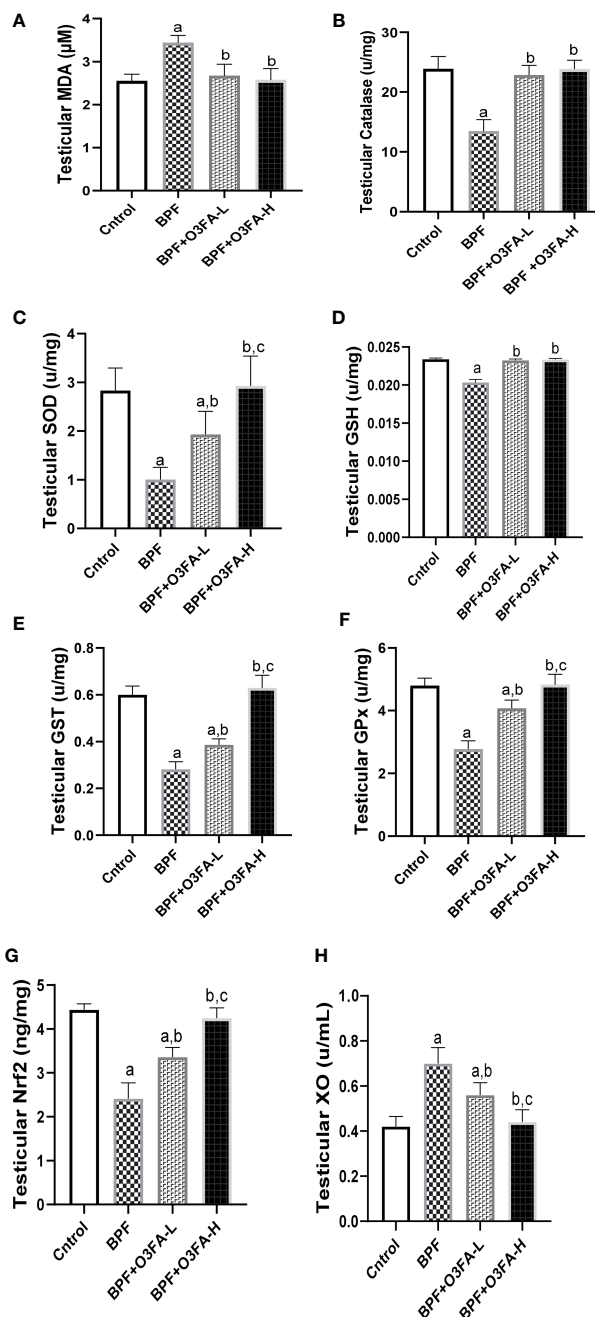 A
Testicular MDA (µM)
4
3
2
1
0
a
b
b
Cntrol
BPF
BPF+O3FA-L
BPF+O3FA-H
B
Testicular Catalase (u/mg)
30
20
10
0
a
b
b
Cntrol
BPF
BPF+O3FA-L
BPF +O3FA-H
C
Testicular SOD (u/mg)
4
3
2
1
0
a
a,b
b,c
Cntrol
BPF
BPF+O3FA-L
BPF+O3FA-H
D
Testicular GSH (u/mg)
0.025
0.020
0.015
0.010
0.005
0.000
a
b
b
Cntrol
BPF
BPF+O3FA-L
BPF+O3FA-H
E
Testicular GST (u/mg)
0.8
0.6
0.4
0.2
0.0
a
a,b
b,c
Cntrol
BPF
BPF+O3FA-L
BPF+O3FA-H
F
Testicular GPx (u/mg)
6
4
2
0
a
a,b
b,c
Cntrol
BPF
BPF+O3FA-L
BPF+O3FA-H
G
Testicular Nrf2 (ng/mg)
5
4
3
2
1
0
a
a,b
b,c
Cntrol
BPF
BPF+O3FA-L
BPF+O3FA-H
H
Testicular XO (u/mL)
1.0
0.8
0.6
0.4
0.2
0.0
a
a,b
b,c
Cntrol
BPF
BPF+O3FA-L
BPF+O3FA-H